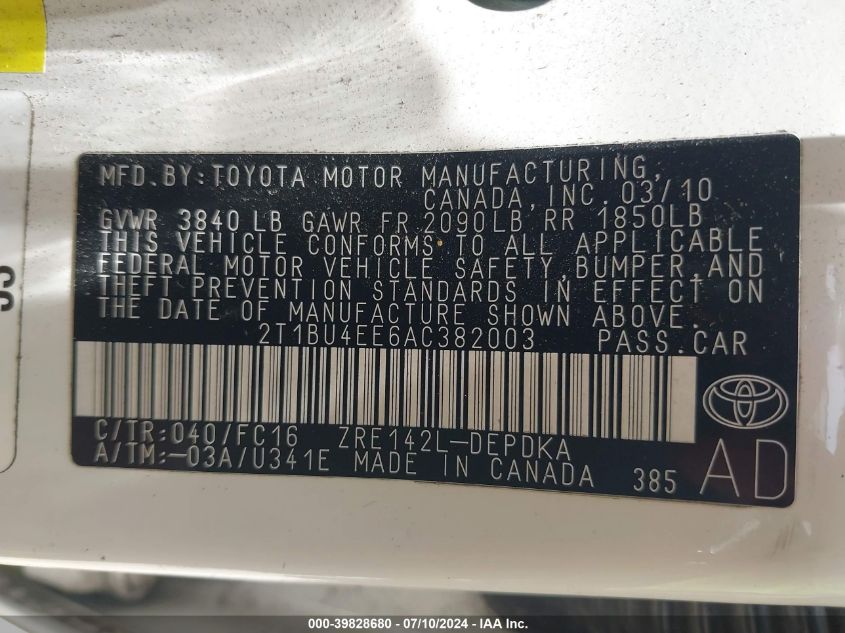 MFD.BY:TOYOTA MOTOR MANUFACTURING,
CANADA,INC.03/10
GVWR 3840 LB GAWR FR 2090LB RR 1850LB
THIS VEHICLE CONFORMS TO ALL APPLICABLE
FEDERAL MOTOR VEHICLE SAFETY,BUMPER,AND
THEFT PREVENTION STANDARDS IN EFFECT ON
THE DATE OF MANUFACTURE SHOWN ABOVE.
2T1BU4EE6AC382003 PASS.CAR
C/TR:040/FC16 ZRE142L-DEPDKA
A/TM:-03A/U341E MADE IN CANADA 385
AD
000-39828680 / 07/10/2024 - IAA Inc.